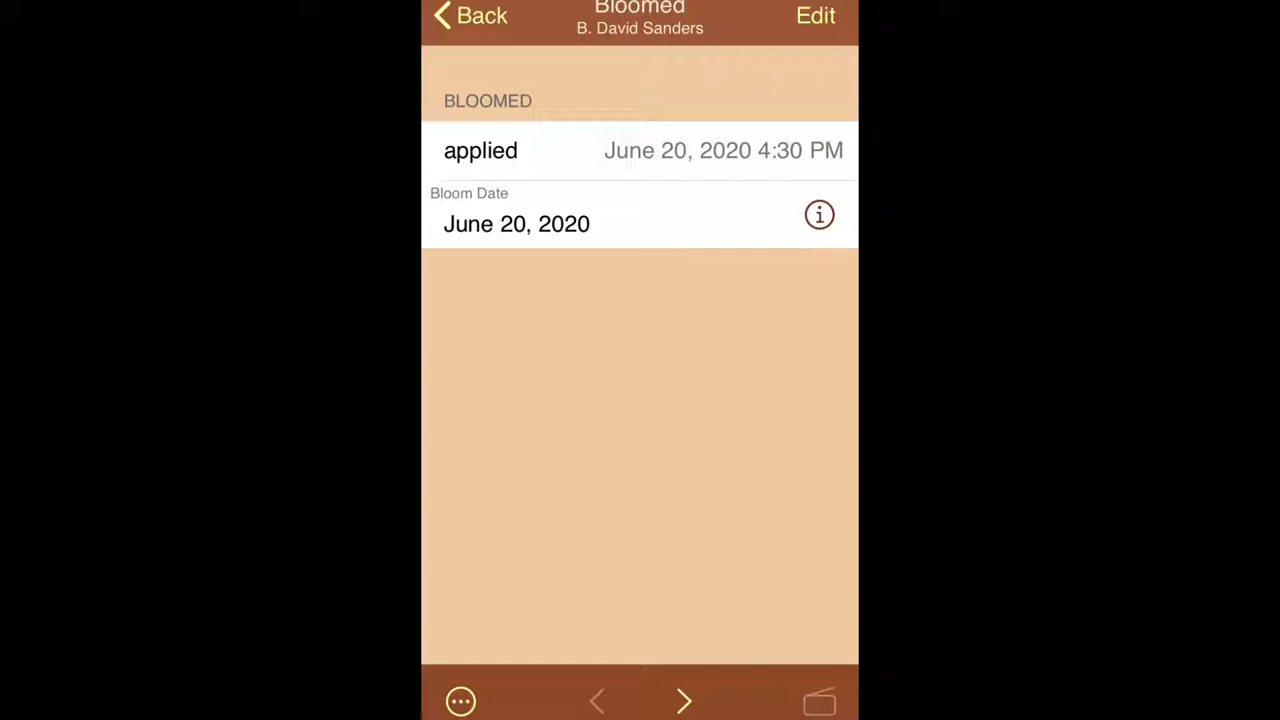 Bloomed
Back
Edit
B. David Sanders
BLOOMED
applied June 20, 2020 4:30 PM
Bloom Date
June 20, 2020